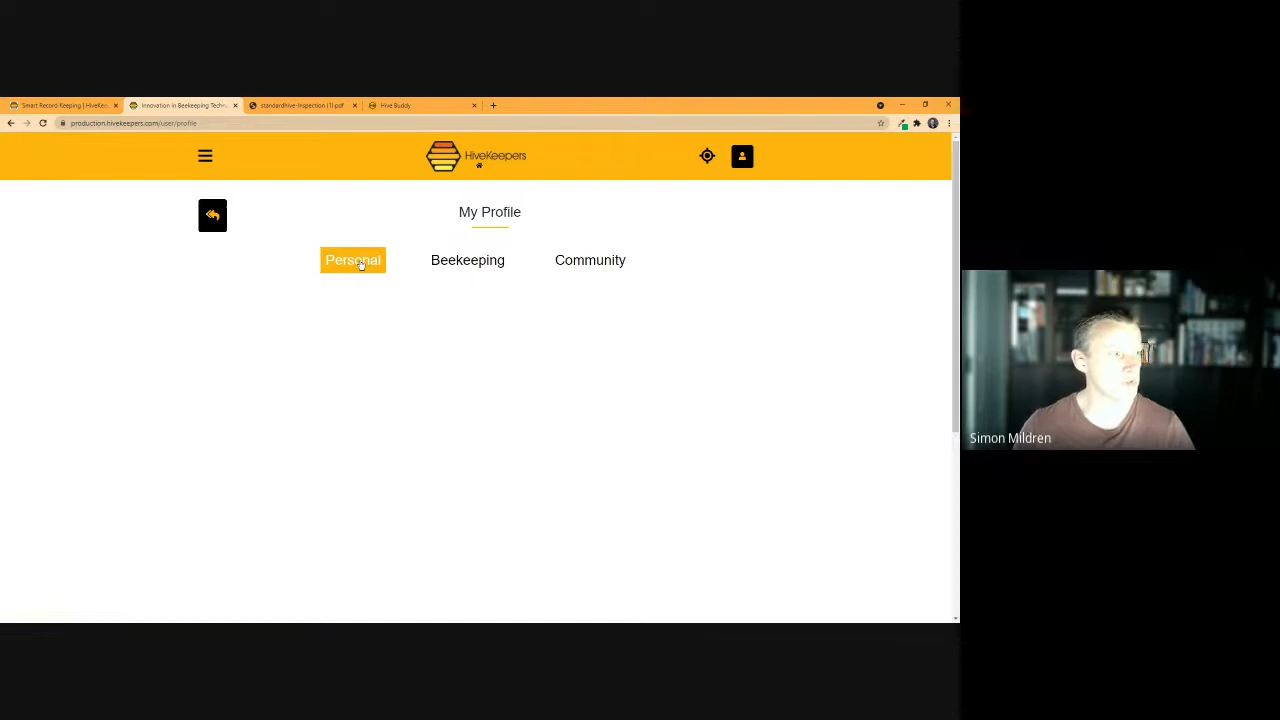 Smart Record Keeping | HiveKee
Innovation in Beekeeping Techn
standardhive-Inspection (1).pdf
Hive Buddy
production.hivekeepers.com/user/profile
HiveKeepers
My Profile
Personal
Beekeeping
Community
Simon Mildren